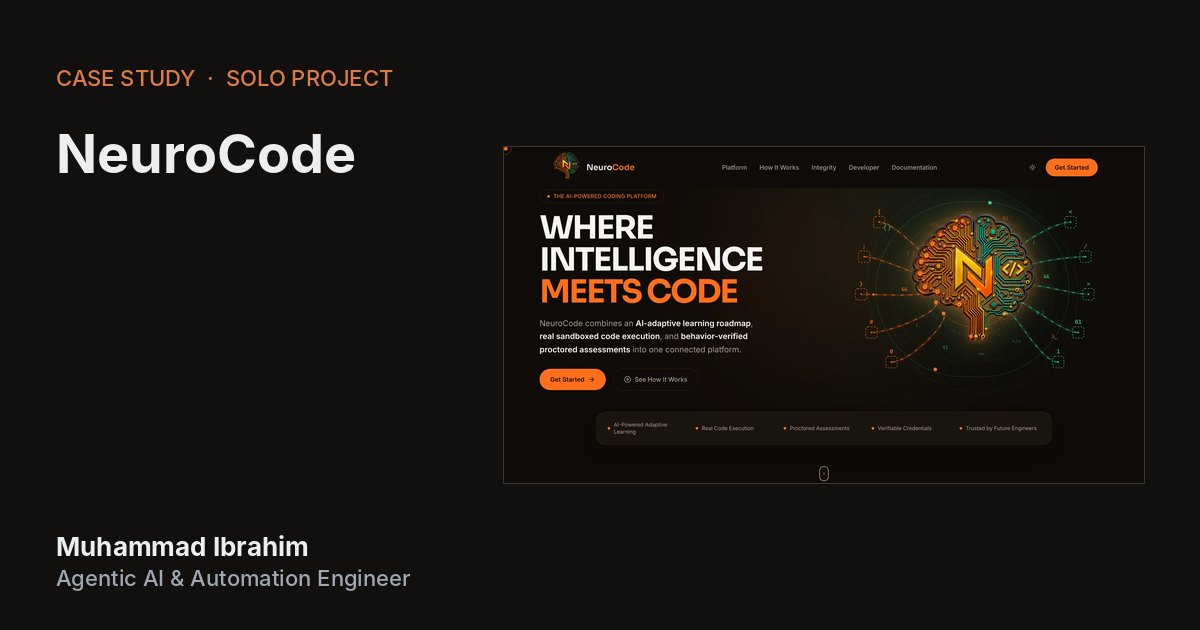 CASE STUDY · SOLO PROJECT
NeuroCode
NeuroCode
Platform
How It Works
Integrity
Developer
Documentation
Get Started
THE AI-POWERED CODING PLATFORM
WHERE
INTELLIGENCE
MEETS CODE
NeuroCode combines an AI-adaptive learning roadmap,
real sandboxed code execution, and behavior-verified
proctored assessments into one connected platform.
Get Started →
See How It Works
N
</>
AI-Powered Adaptive
Learning
Real Code Execution
Proctored Assessments
Verifiable Credentials
Trusted by Future Engineers
Muhammad Ibrahim
Agentic AI & Automation Engineer